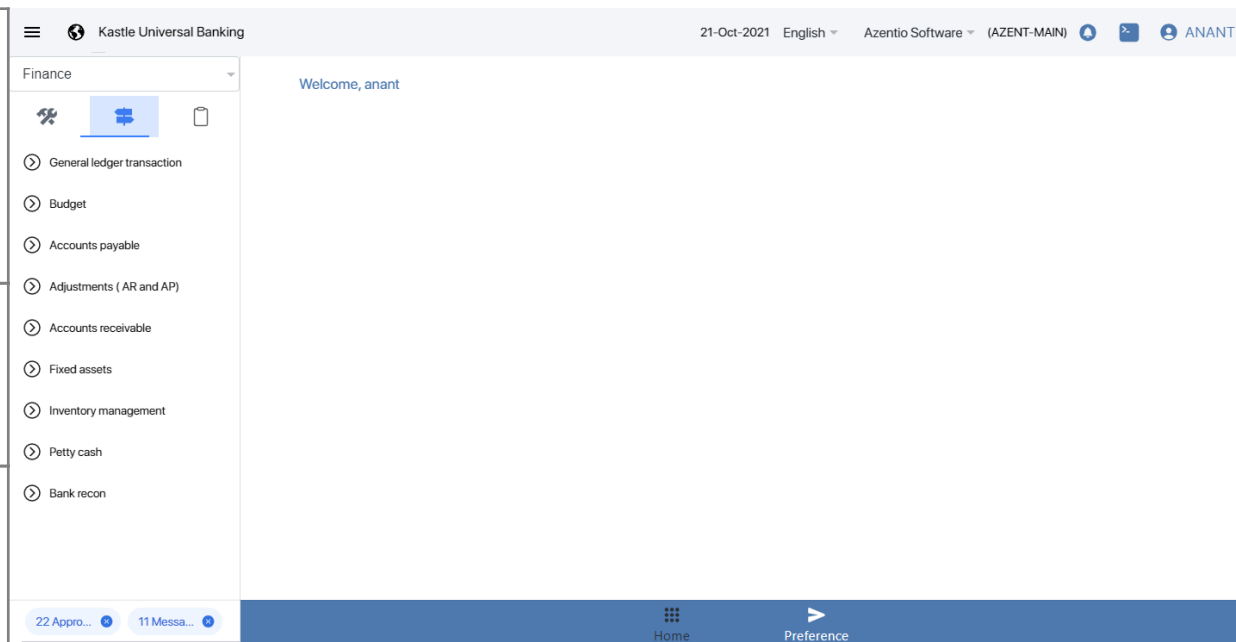 Kastle Universal Banking
21-Oct-2021 English Azentio Software (AZENT-MAIN) ANANT
Finance
Welcome, anant
General ledger transaction
Budget
Accounts payable
Adjustments ( AR and AP)
Accounts receivable
Fixed assets
Inventory management
Petty cash
Bank recon
22 Appro... 11 Messa...
Home Preference